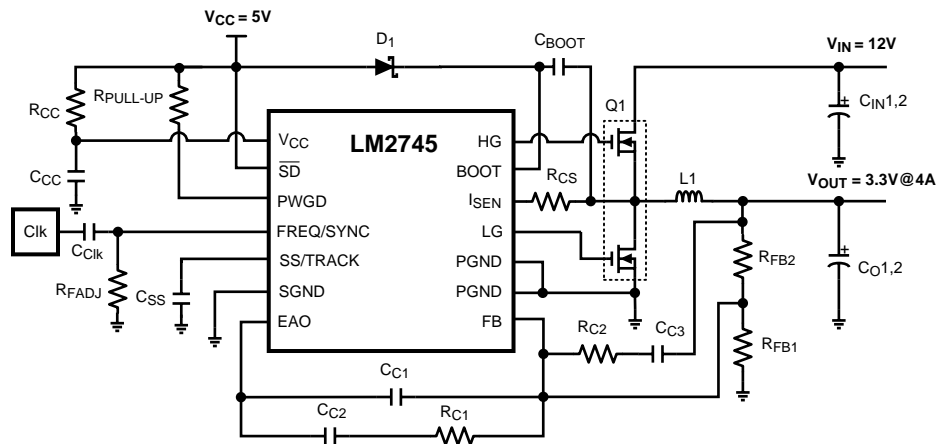 VCC = 5V
D1
CBOOT
VIN = 12V
RCC
RPULL-UP
Q1
CIN1,2
+
LM2745
VCC
HG
SD
BOOT
CCC
RCS
L1
VOUT = 3.3V@4A
PWGD
ISEN
Clk
CClk
FREQ/SYNC
LG
RFB2
+
CO1,2
SS/TRACK
PGND
RFADJ
CSS
SGND
PGND
EAO
FB
RC2
CC3
RFB1
CC1
CC2
RC1